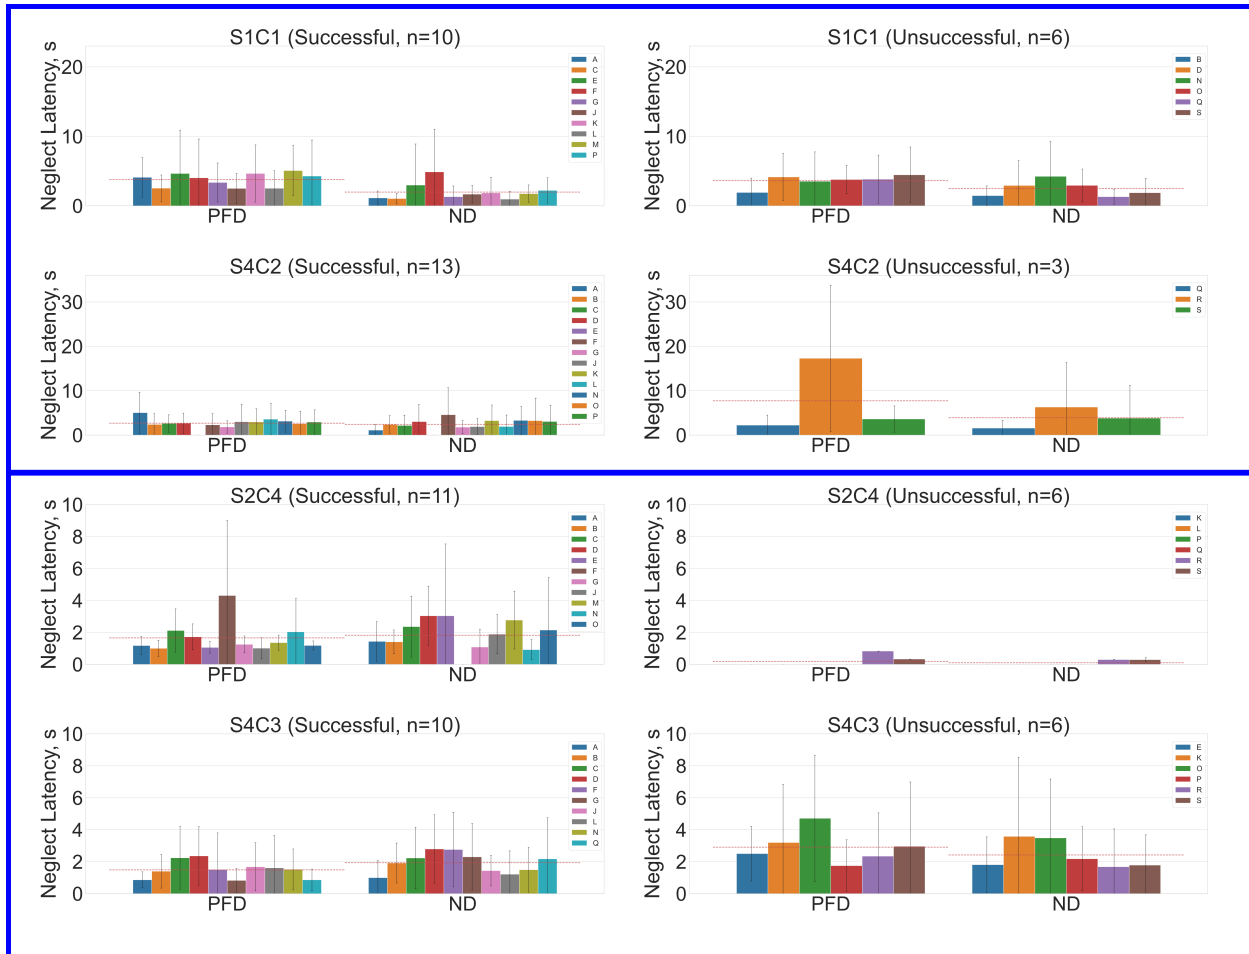 S1C1 (Successful, n=10)
Neglect Latency, s
20
10
0
PFD
ND
A
C
E
F
G
J
K
L
M
P
S1C1 (Unsuccessful, n=6)
Neglect Latency, s
20
10
0
PFD
ND
B
D
N
O
Q
S
S4C2 (Successful, n=13)
Neglect Latency, s
30
20
10
0
PFD
ND
A
B
C
D
E
F
G
J
K
L
N
O
P
S4C2 (Unsuccessful, n=3)
Neglect Latency, s
30
20
10
0
PFD
ND
Q
R
S
S2C4 (Successful, n=11)
Neglect Latency, s
10
8
6
4
2
0
PFD
ND
A
B
C
D
E
F
G
J
M
N
O
S2C4 (Unsuccessful, n=6)
Neglect Latency, s
10
8
6
4
2
0
PFD
ND
K
L
P
Q
R
S
S4C3 (Successful, n=10)
Neglect Latency, s
10
8
6
4
2
0
PFD
ND
A
B
C
D
F
G
J
L
N
Q
S4C3 (Unsuccessful, n=6)
Neglect Latency, s
10
8
6
4
2
0
PFD
ND
E
K
O
P
R
S